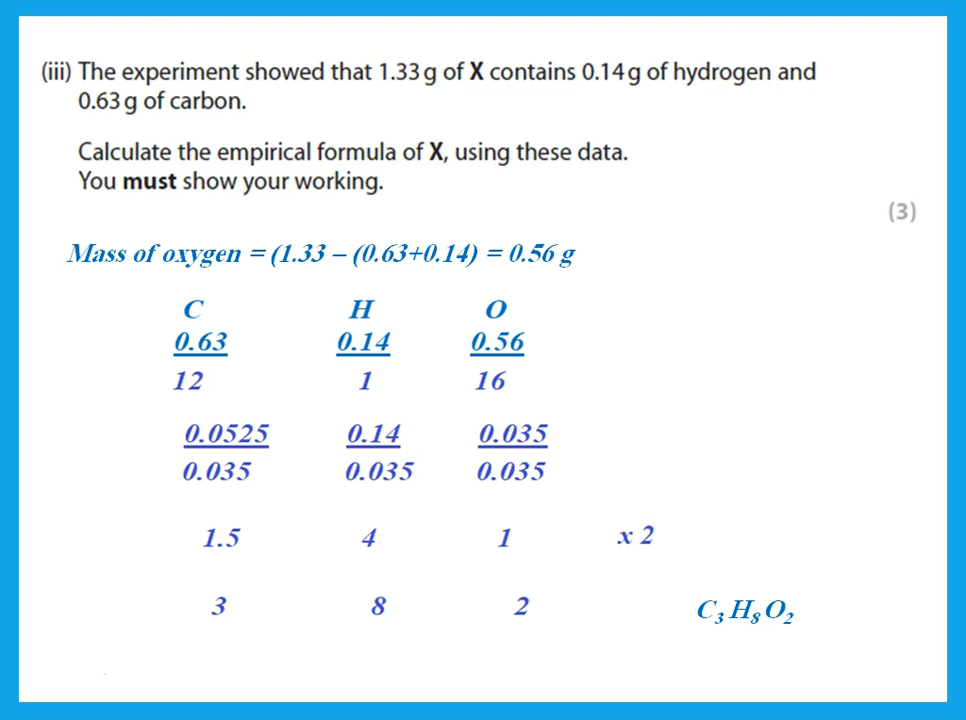 (iii) The experiment showed that 1.33 g of X contains 0.14 g of hydrogen and
0.63 g of carbon.
Calculate the empirical formula of X, using these data.
You must show your working.
(3)
Mass of oxygen = (1.33 – (0.63+0.14) = 0.56 g
C H O
0.63 0.14 0.56
12 1 16
0.0525 0.14 0.035
0.035 0.035 0.035
1.5 4 1 x 2
3 8 2 C₃ H₈ O₂